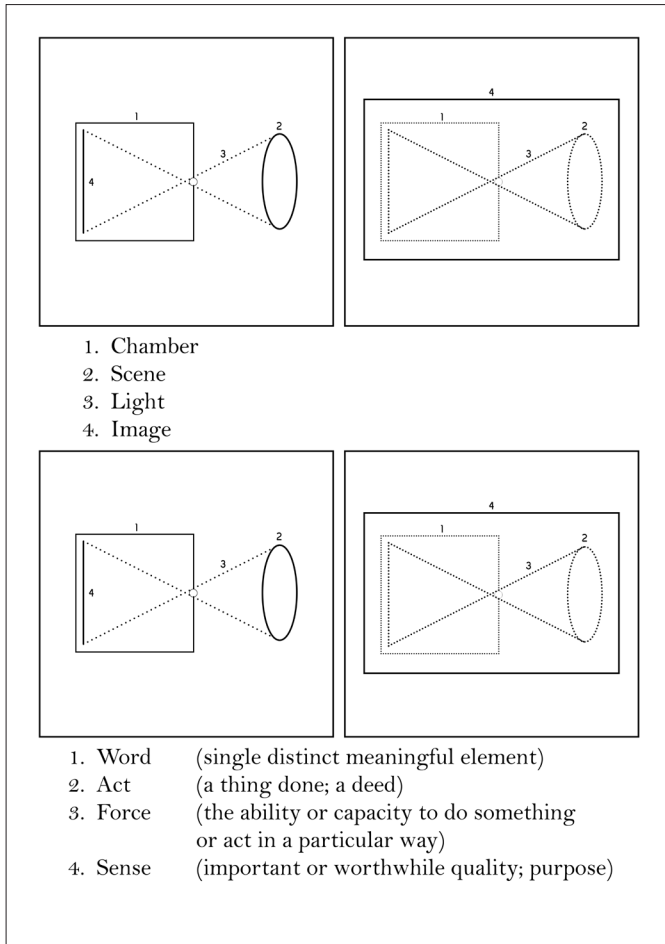 1
2
3
4
4
1
2
3
1. Chamber
2. Scene
3. Light
4. Image
1
2
3
4
4
1
2
3
1. Word (single distinct meaningful element)
2. Act (a thing done; a deed)
3. Force (the ability or capacity to do something
or act in a particular way)
4. Sense (important or worthwhile quality; purpose)